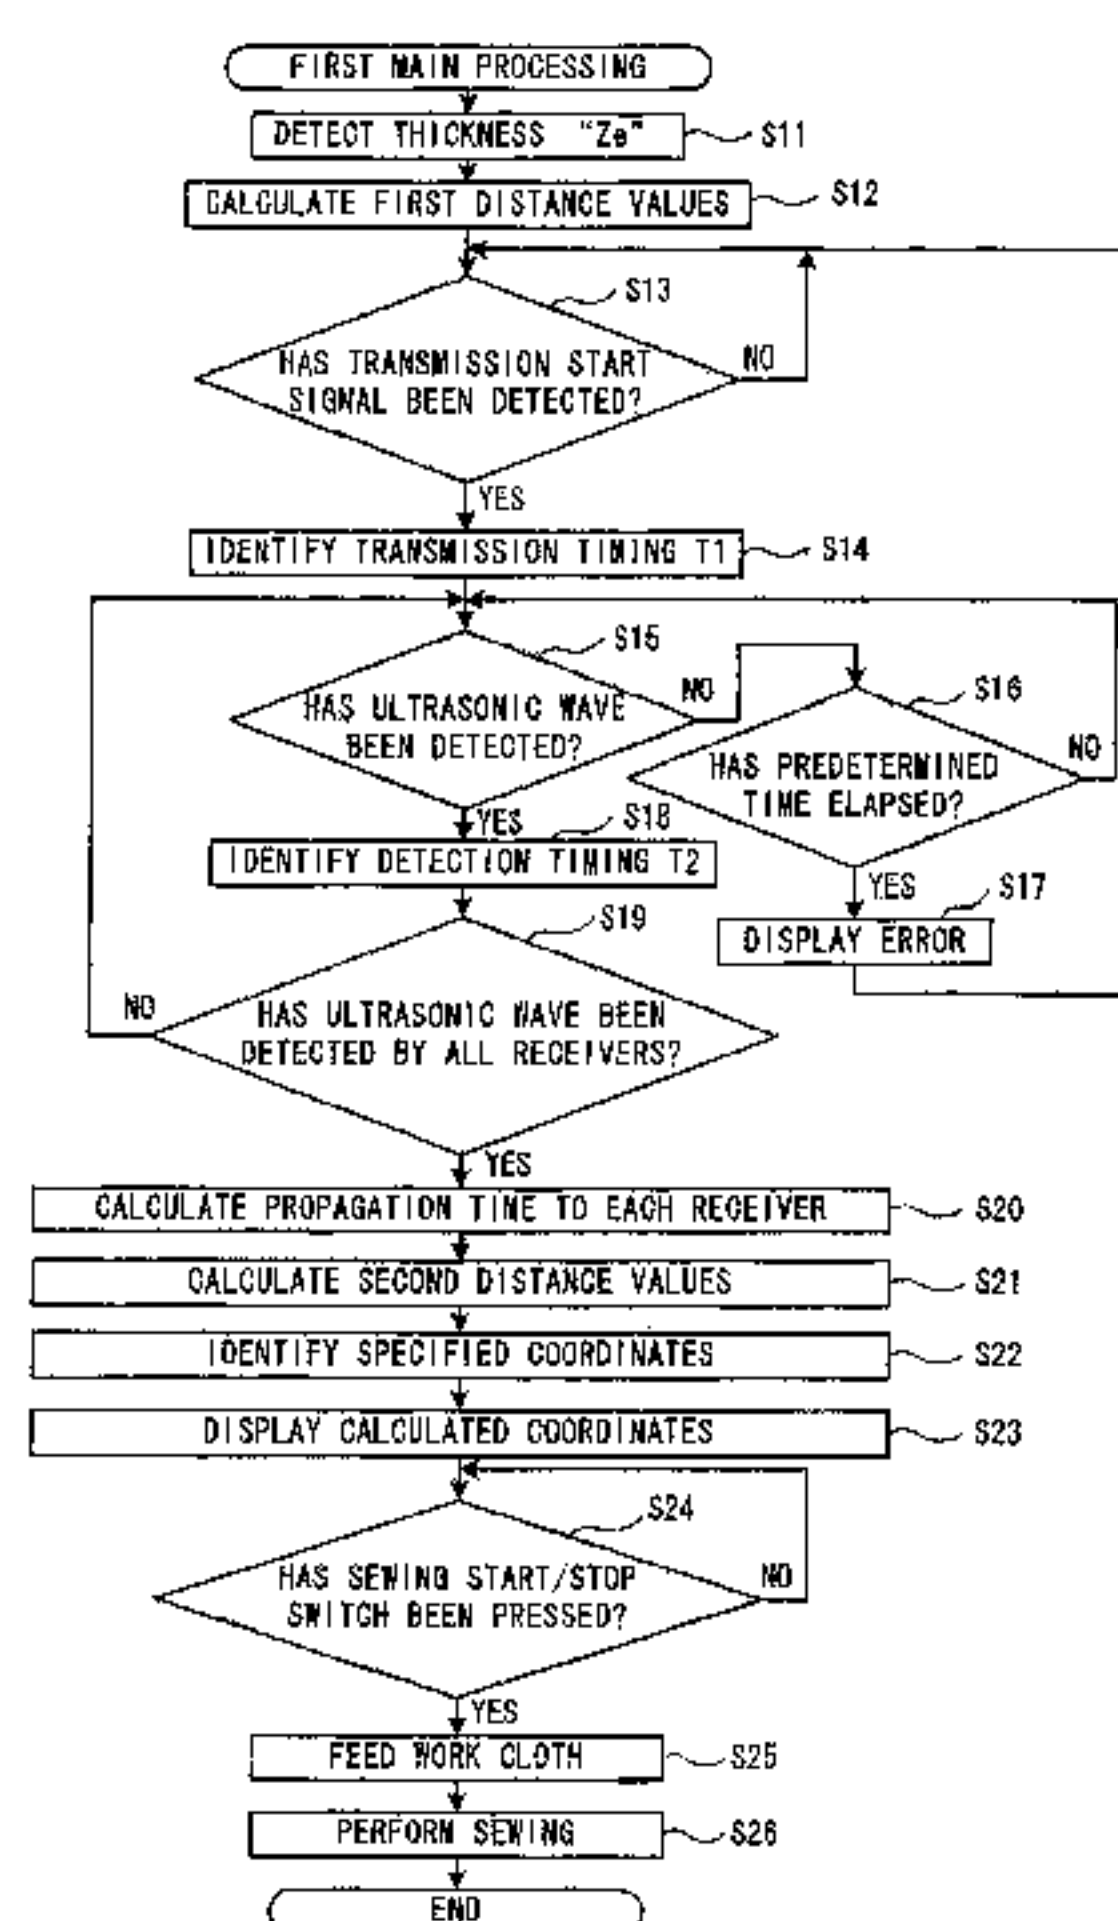 FIRST MAIN PROCESSING
DETECT THICKNESS "Ze"
S11
CALCULATE FIRST DISTANCE VALUES
S12
S13
HAS TRANSMISSION START
SIGNAL BEEN DETECTED?
NO
YES
IDENTIFY TRANSMISSION TIMING T1
S14
S15
HAS ULTRASONIC WAVE
BEEN DETECTED?
NO
S16
HAS PREDETERMINED
TIME ELAPSED?
NO
YES
S18
IDENTIFY DETECTION TIMING T2
YES
S17
DISPLAY ERROR
S19
HAS ULTRASONIC WAVE BEEN
DETECTED BY ALL RECEIVERS?
NO
YES
CALCULATE PROPAGATION TIME TO EACH RECEIVER
S20
CALCULATE SECOND DISTANCE VALUES
S21
IDENTIFY SPECIFIED COORDINATES
S22
DISPLAY CALCULATED COORDINATES
S23
S24
HAS SEWING START/STOP
SWITCH BEEN PRESSED?
NO
YES
FEED WORK CLOTH
S25
PERFORM SEWING
S26
END